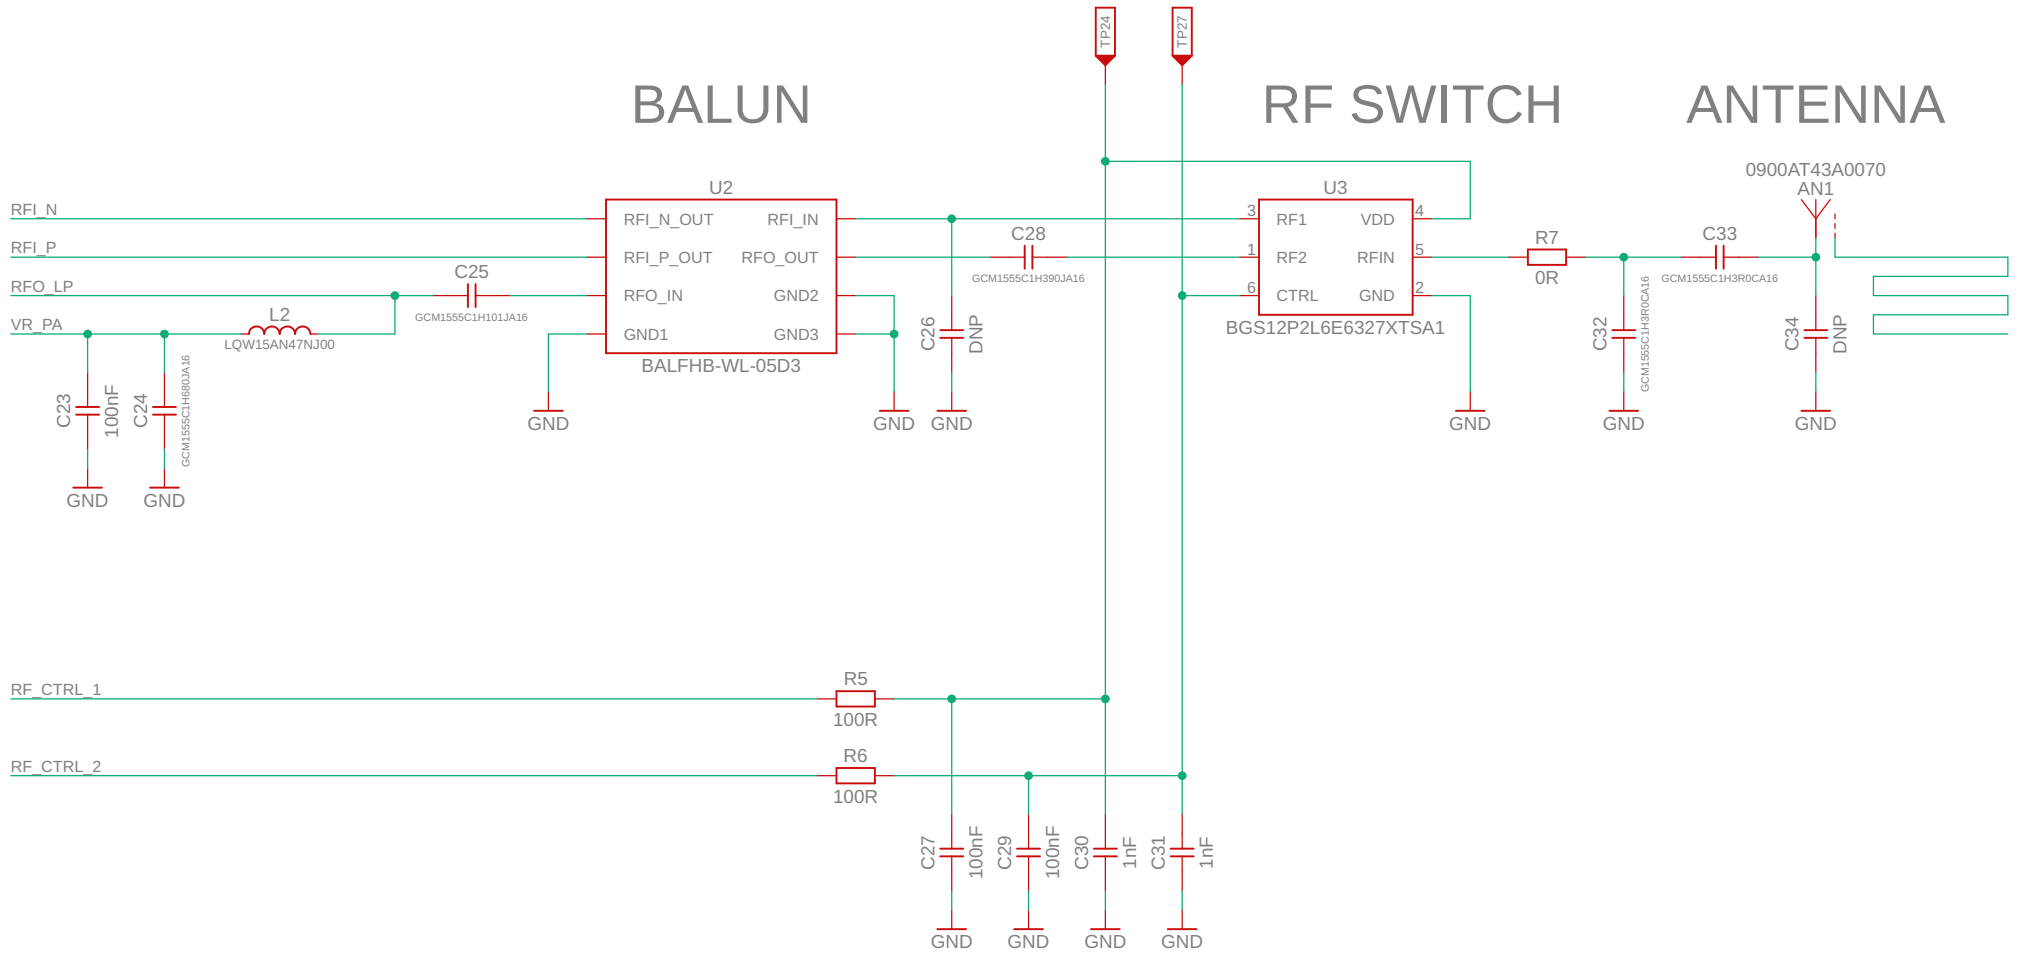 TP24
TP27
BALUN
RF SWITCH
ANTENNA
0900AT43A0070
AN1
U2
U3
RFI_N
RFI_N_OUT
RFI_IN
3
RF1
VDD
4
RFI_P
RFI_P_OUT
RFO_OUT
C28
GCM1555C1H390JA16
1
RF2
RFIN
5
R7
0R
C33
GCM1555C1H3R0CA16
RFO_LP
C25
GCM1555C1H101JA16
RFO_IN
GND2
6
CTRL
GND
2
VR_PA
L2
LQW15AN47NJ00
GND1
GND3
BALFHB-WL-05D3
BGS12P2L6E6327XTSA1
C26
DNP
C32
GCM1555C1H3R0CA16
C34
DNP
C23
100nF
C24
GCM1555C1H680JA16
GND
GND
GND
GND
GND
GND
GND
GND
RF_CTRL_1
R5
100R
RF_CTRL_2
R6
100R
C27
100nF
C29
100nF
C30
1nF
C31
1nF
GND
GND
GND
GND